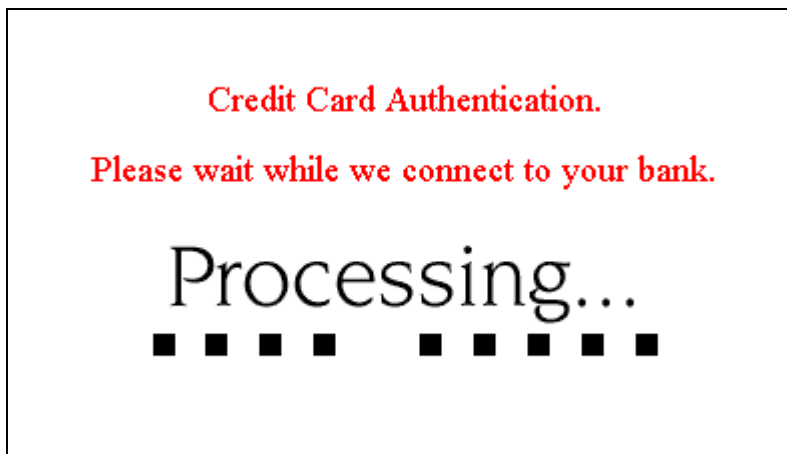 Credit Card Authentication.
Please wait while we connect to your bank.
Processing...